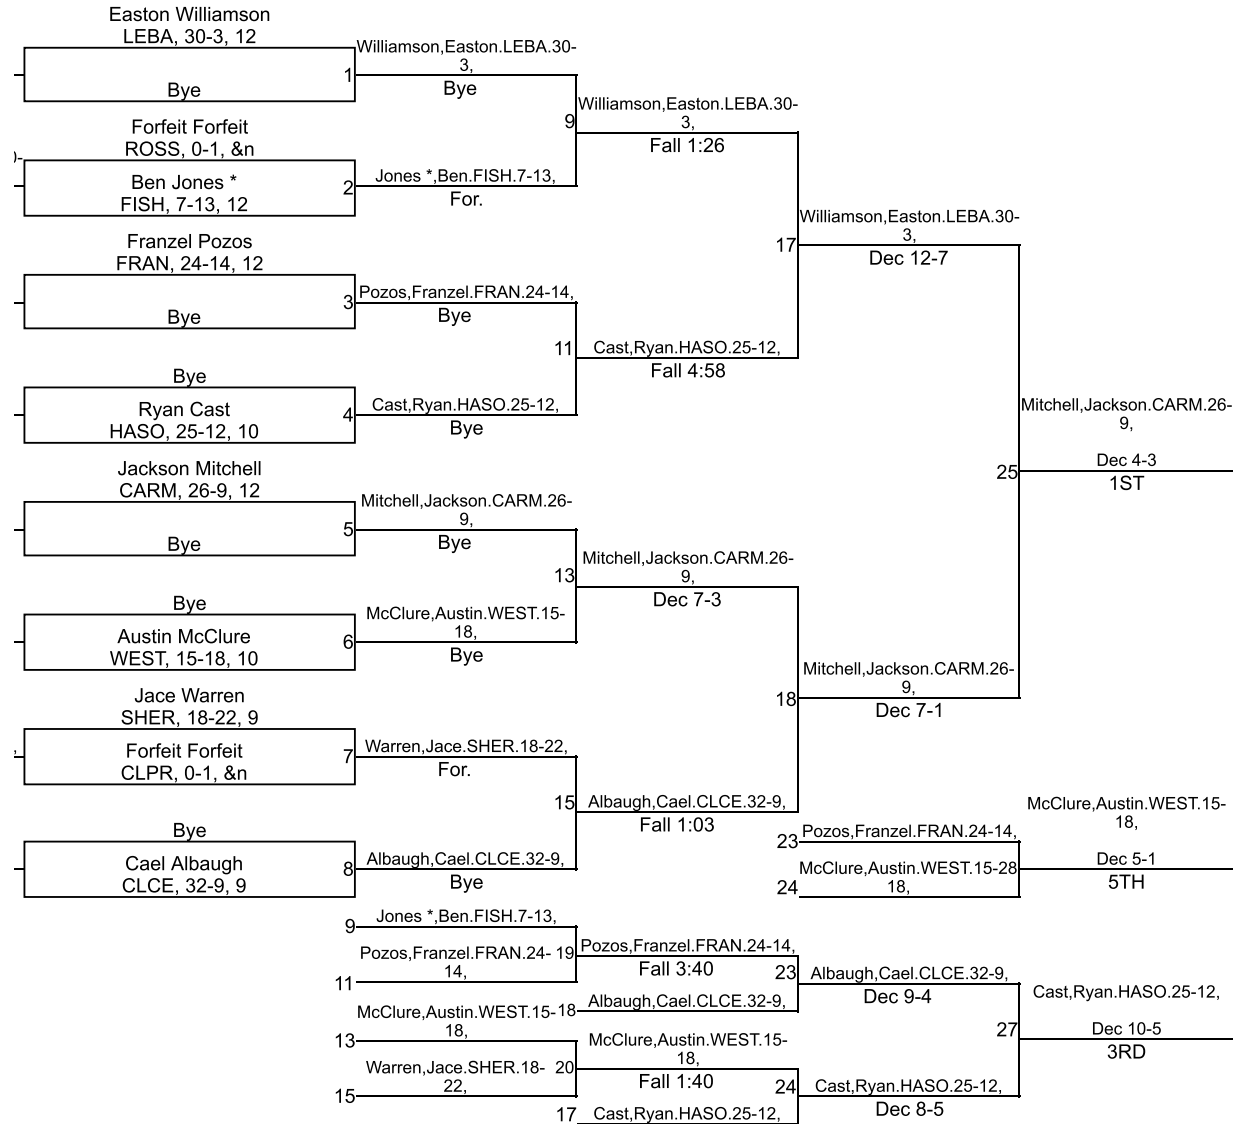 Easton Williamson
LEBA, 30-3, 12
Bye
1
Williamson,Easton.LEBA.30-
3,
Bye
Forfeit Forfeit
ROSS, 0-1, &n
Ben Jones *
FISH, 7-13, 12
2
Jones *,Ben.FISH.7-13,
For.
9
Williamson,Easton.LEBA.30-
3,
Fall 1:26
Franzel Pozos
FRAN, 24-14, 12
Bye
3
Pozos,Franzel.FRAN.24-14,
Bye
Bye
Ryan Cast
HASO, 25-12, 10
4
Cast,Ryan.HASO.25-12,
Bye
11
Cast,Ryan.HASO.25-12,
Fall 4:58
17
Williamson,Easton.LEBA.30-
3,
Dec 12-7
Jackson Mitchell
CARM, 26-9, 12
Bye
5
Mitchell,Jackson.CARM.26-
9,
Bye
Bye
Austin McClure
WEST, 15-18, 10
6
McClure,Austin.WEST.15-
18,
Bye
13
Mitchell,Jackson.CARM.26-
9,
Dec 7-3
Jace Warren
SHER, 18-22, 9
Forfeit Forfeit
CLPR, 0-1, &n
7
Warren,Jace.SHER.18-22,
For.
Bye
Cael Albaugh
CLCE, 32-9, 9
8
Albaugh,Cael.CLCE.32-9,
Bye
15
Albaugh,Cael.CLCE.32-9,
Fall 1:03
18
Mitchell,Jackson.CARM.26-
9,
Dec 7-1
25
Mitchell,Jackson.CARM.26-
9,
Dec 4-3
1ST
23
Pozos,Franzel.FRAN.24-14,
24
McClure,Austin.WEST.15-28
18,
McClure,Austin.WEST.15-
18,
Dec 5-1
5TH
9
Jones *,Ben.FISH.7-13,
11
Pozos,Franzel.FRAN.24-
14,
19
Pozos,Franzel.FRAN.24-14,
Fall 3:40
18
Albaugh,Cael.CLCE.32-9,
23
Albaugh,Cael.CLCE.32-9,
Dec 9-4
13
McClure,Austin.WEST.15-
18,
15
Warren,Jace.SHER.18-
22,
20
McClure,Austin.WEST.15-
18,
Fall 1:40
17
Cast,Ryan.HASO.25-12,
24
Cast,Ryan.HASO.25-12,
Dec 8-5
27
Cast,Ryan.HASO.25-12,
Dec 10-5
3RD